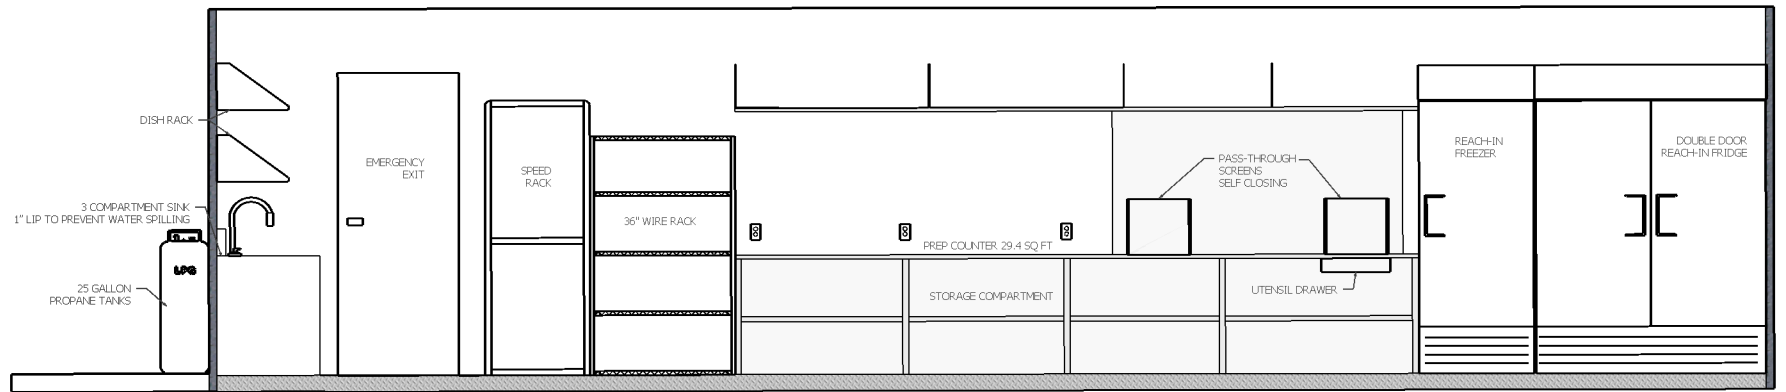 DISH RACK
3 COMPARTMENT SINK
1" LIP TO PREVENT WATER SPILLING
LPG
25 GALLON
PROPANE TANKS
EMERGENCY
EXIT
SPEED
RACK
36" WIRE RACK
PREP COUNTER 29.4 SQ FT
STORAGE COMPARTMENT
PASS-THROUGH
SCREENS
SELF CLOSING
UTENSIL DRAWER
REACH-IN
FREEZER
DOUBLE DOOR
REACH-IN FRIDGE